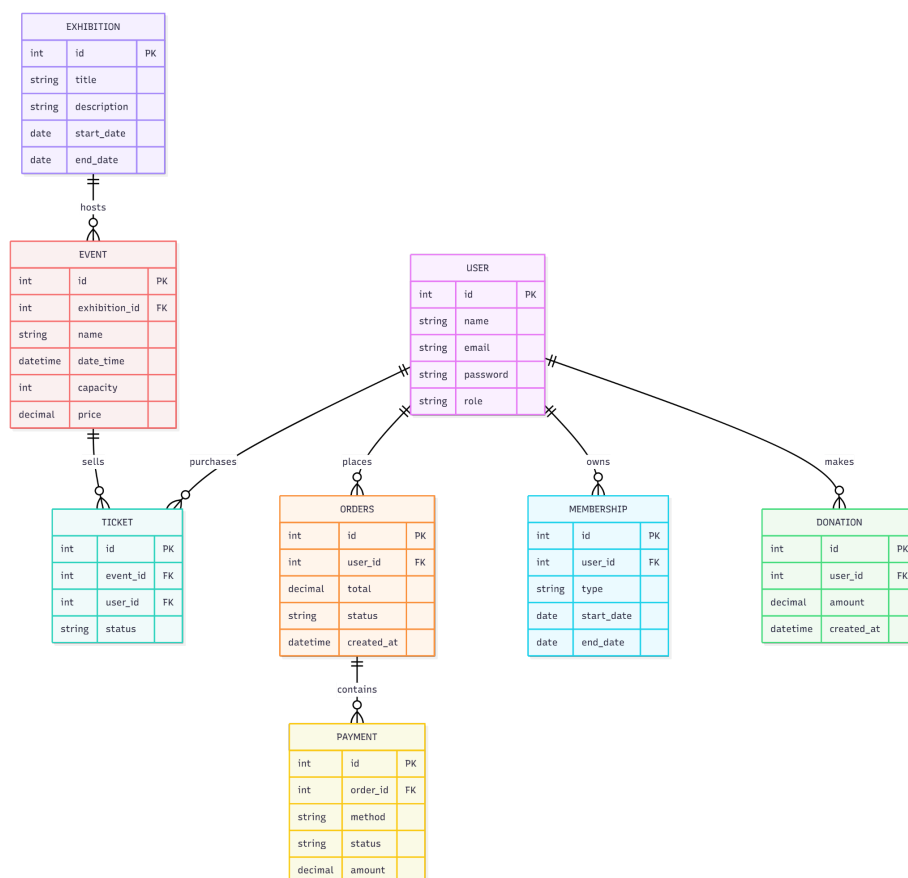 EXHIBITION
int id PK
string title
string description
date start_date
date end_date
hosts
EVENT
int id PK
int exhibition_id FK
string name
datetime date_time
int capacity
decimal price
USER
int id PK
string name
string email
string password
string role
sells
purchases
places
owns
makes
TICKET
int id PK
int event_id FK
int user_id FK
string status
ORDERS
int id PK
int user_id FK
decimal total
string status
datetime created_at
MEMBERSHIP
int id PK
int user_id FK
string type
date start_date
date end_date
DONATION
int id PK
int user_id FK
decimal amount
datetime created_at
contains
PAYMENT
int id PK
int order_id FK
string method
string status
decimal amount